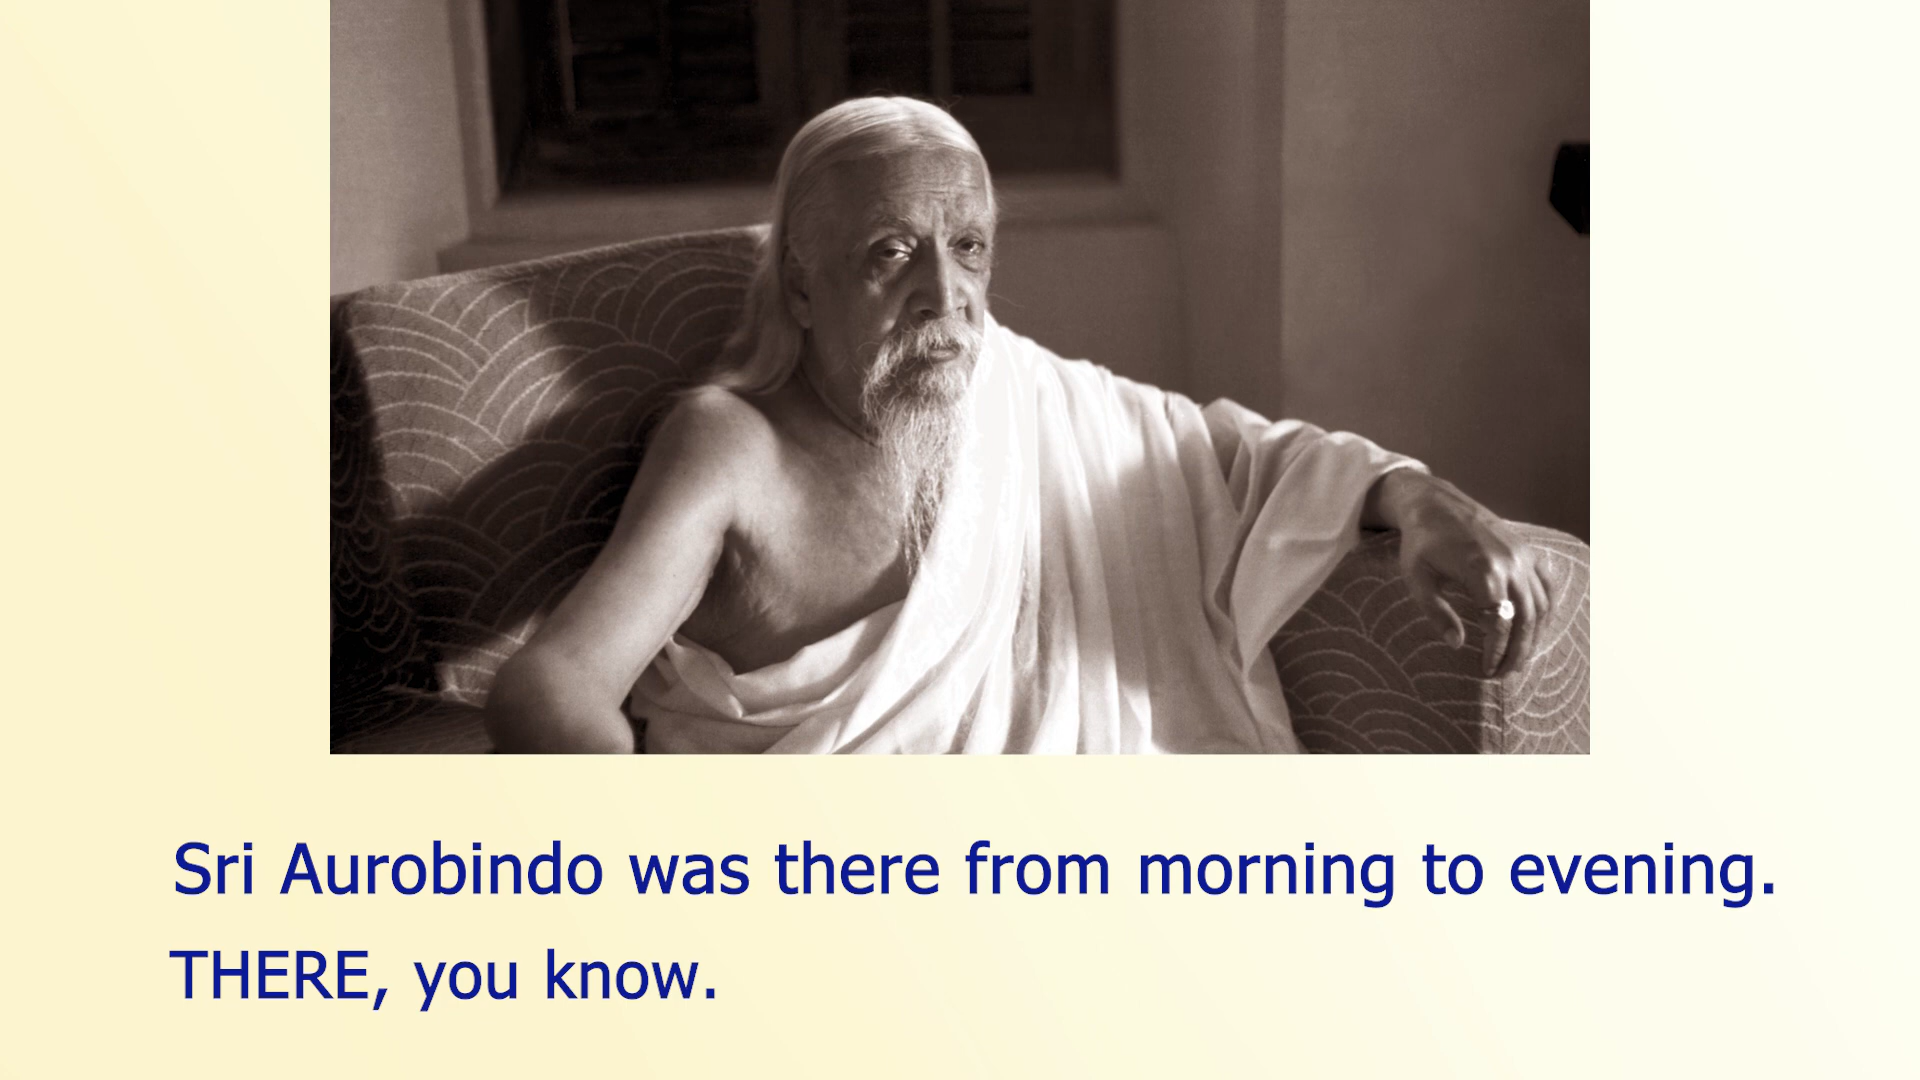 Sri Aurobindo was there from morning to evening.
THERE, you know.